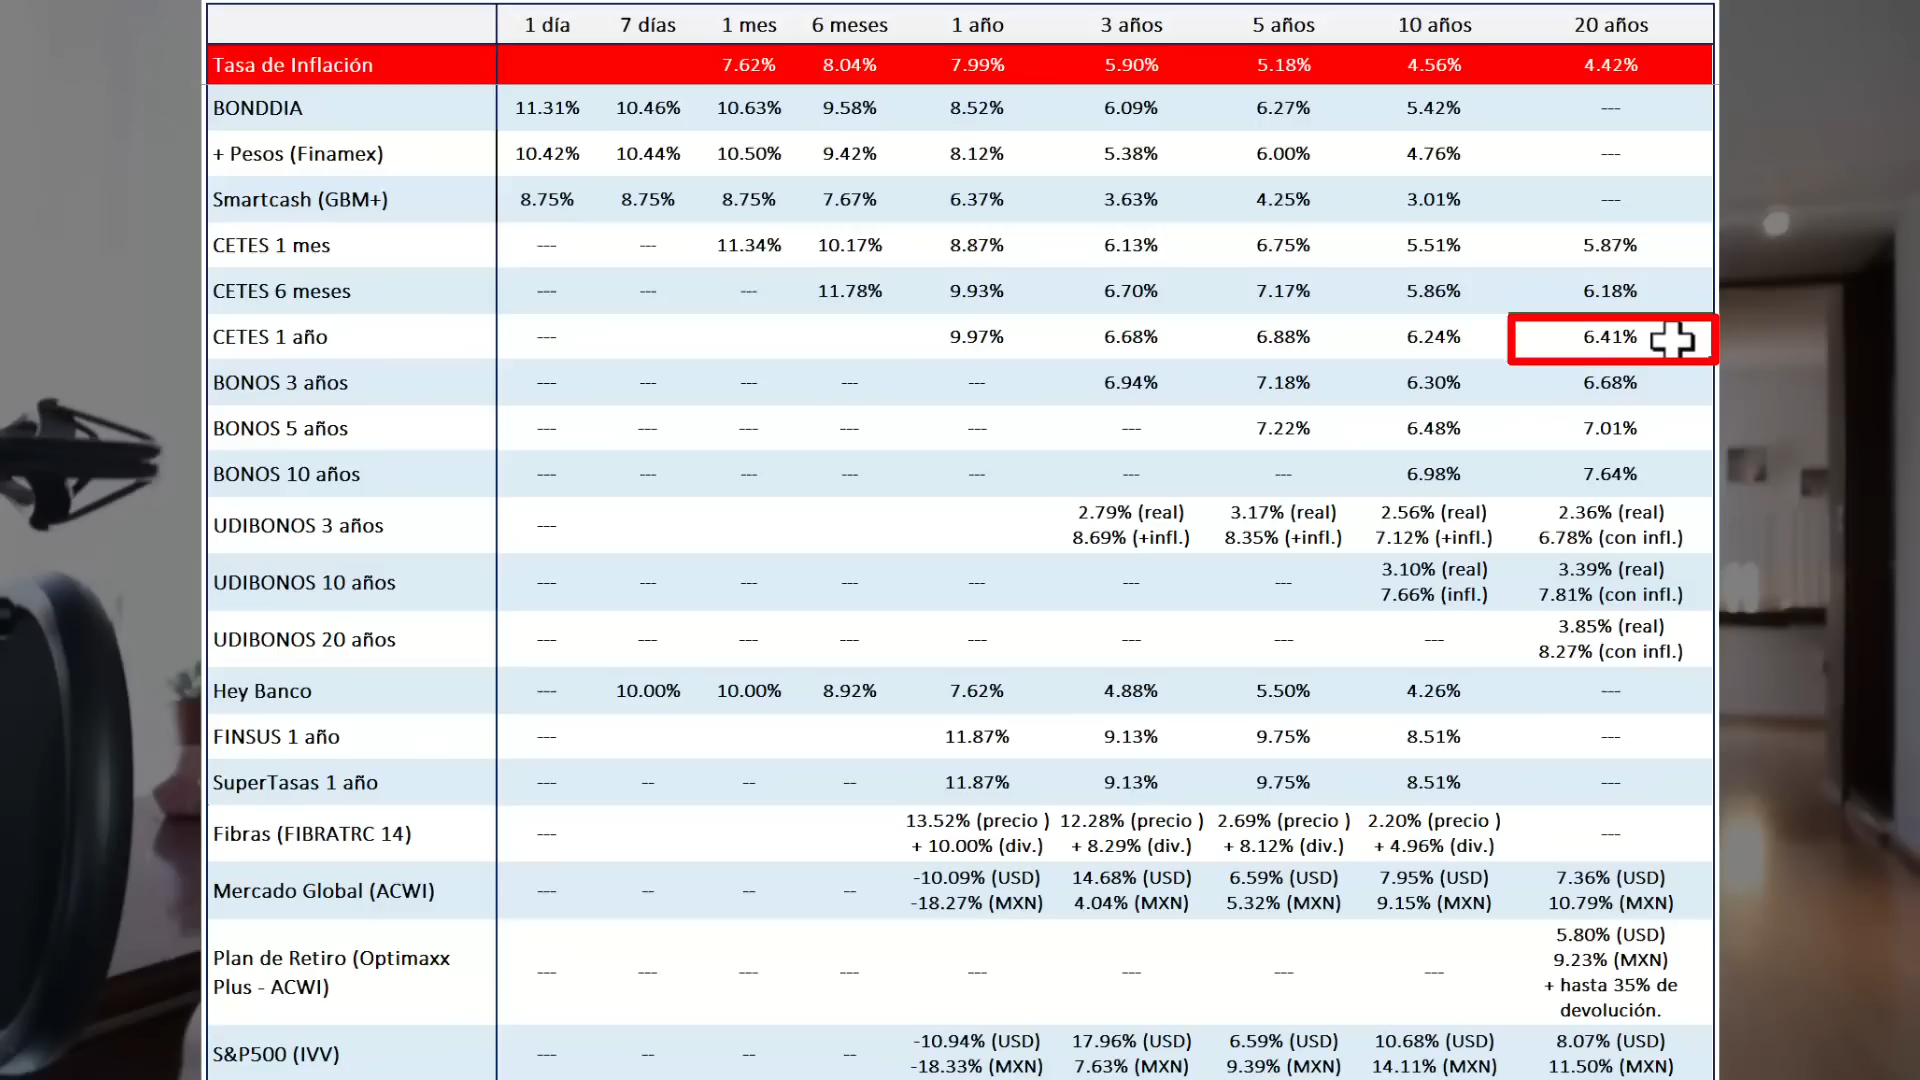 1 día 7 días 1 mes 6 meses 1 año 3 años 5 años 10 años 20 años
Tasa de Inflación 7.62% 8.04% 7.99% 5.90% 5.18% 4.56% 4.42%
BONDDIA 11.31% 10.46% 10.63% 9.58% 8.52% 6.09% 6.27% 5.42% ---
+ Pesos (Finamex) 10.42% 10.44% 10.50% 9.42% 8.12% 5.38% 6.00% 4.76% ---
Smartcash (GBM+) 8.75% 8.75% 8.75% 7.67% 6.37% 3.63% 4.25% 3.01% ---
CETES 1 mes --- --- 11.34% 10.17% 8.87% 6.13% 6.75% 5.51% 5.87%
CETES 6 meses --- --- --- 11.78% 9.93% 6.70% 7.17% 5.86% 6.18%
CETES 1 año --- 9.97% 6.68% 6.88% 6.24% 6.41%
BONOS 3 años --- --- --- --- --- 6.94% 7.18% 6.30% 6.68%
BONOS 5 años --- --- --- --- --- --- 7.22% 6.48% 7.01%
BONOS 10 años --- --- --- --- --- --- --- 6.98% 7.64%
2.79% (real) 3.17% (real) 2.56% (real) 2.36% (real)
UDIBONOS 3 años ---
8.69% (+infl.) 8.35% (+infl.) 7.12% (+infl.) 6.78% (con infl.)
3.10% (real) 3.39% (real)
UDIBONOS 10 años --- --- --- --- --- --- ---
7.66% (infl.) 7.81% (con infl.)
3.85% (real)
UDIBONOS 20 años --- --- --- --- --- --- --- ---
8.27% (con infl.)
Hey Banco --- 10.00% 10.00% 8.92% 7.62% 4.88% 5.50% 4.26% ---
FINSUS 1 año --- 11.87% 9.13% 9.75% 8.51% ---
SuperTasas 1 año --- -- -- -- 11.87% 9.13% 9.75% 8.51% ---
13.52% (precio ) 12.28% (precio ) 2.69% (precio ) 2.20% (precio )
Fibras (FIBRATRC 14) --- ---
+ 10.00% (div.) + 8.29% (div.) + 8.12% (div.) + 4.96% (div.)
-10.09% (USD) 14.68% (USD) 6.59% (USD) 7.95% (USD) 7.36% (USD)
Mercado Global (ACWI) --- -- -- --
-18.27% (MXN) 4.04% (MXN) 5.32% (MXN) 9.15% (MXN) 10.79% (MXN)
5.80% (USD)
Plan de Retiro (Optimaxx 9.23% (MXN)
--- --- --- --- --- --- --- ---
Plus - ACWI) + hasta 35% de
devolución.
-10.94% (USD) 17.96% (USD) 6.59% (USD) 10.68% (USD) 8.07% (USD)
S&P500 (IVV) --- -- -- --
-18.33% (MXN) 7.63% (MXN) 9.39% (MXN) 14.11% (MXN) 11.50% (MXN)